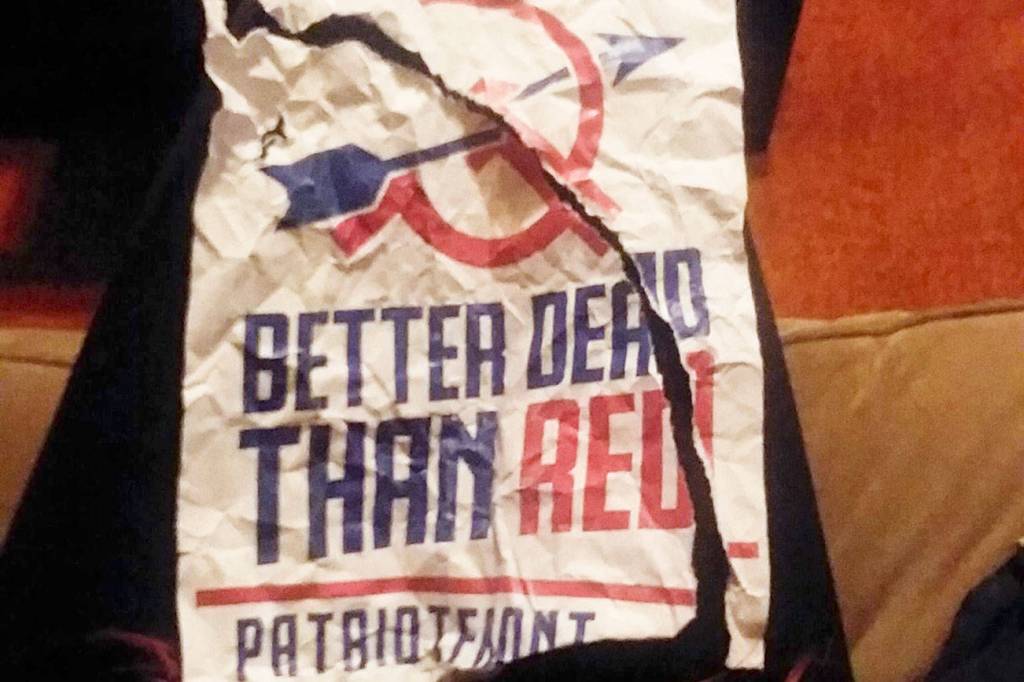 BETTER DEAD
THAN RED!
PATRIOTFRONT